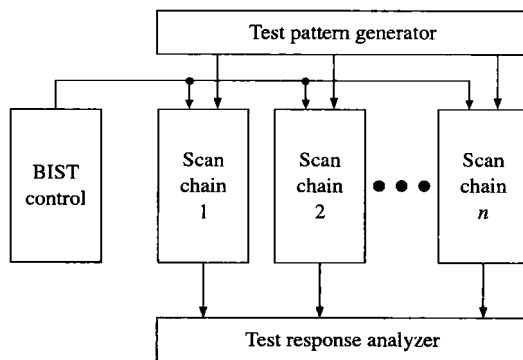 Test pattern generator
BIST
control
Scan
chain
1
Scan
chain
2
Scan
chain
n
Test response analyzer